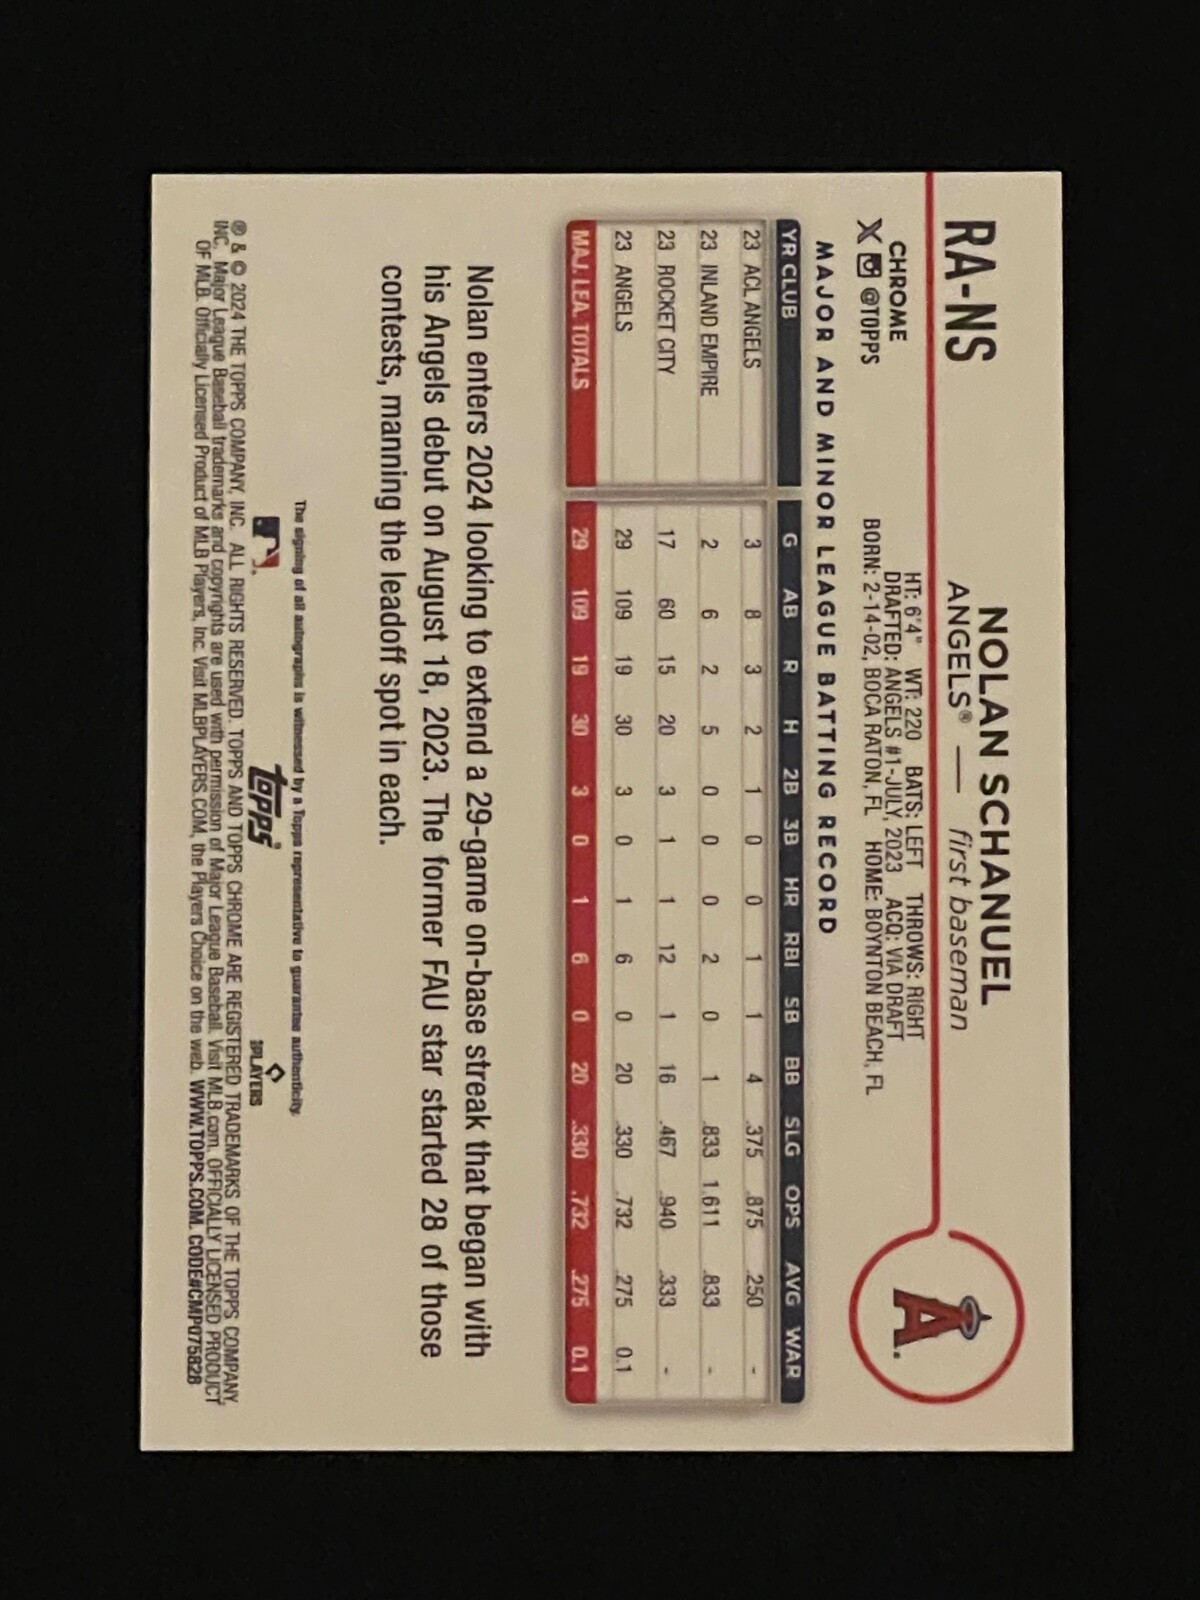 RA-NS
NOLAN SCHANUEL
ANGELS® — first baseman
CHROME
X @TOPPS
HT: 6'4" WT: 220 BATS: LEFT THROWS: RIGHT
DRAFTED: ANGELS #1-JULY, 2023 ACQ: VIA DRAFT
BORN: 2-14-02, BOCA RATON, FL HOME: BOYNTON BEACH, FL
A
MAJOR AND MINOR LEAGUE BATTING RECORD
YR CLUB G AB R H 2B 3B HR RBI SB BB SLG OPS AVG WAR
23 ACL ANGELS 3 8 3 2 1 0 0 1 1 4 .375 .875 .250 -
23 INLAND EMPIRE 2 6 2 5 0 0 0 2 0 1 .833 1.611 .833 -
23 ROCKET CITY 17 60 15 20 3 1 1 12 1 16 .467 .940 .333 -
23 ANGELS 29 109 19 30 3 0 1 6 0 20 .330 .732 .275 0.1
MAJ. LEA. TOTALS 29 109 19 30 3 0 1 6 0 20 .330 .732 .275 0.1
Nolan enters 2024 looking to extend a 29-game on-base streak that began with
his Angels debut on August 18, 2023. The former FAU star started 28 of those
contests, manning the leadoff spot in each.
The signing of all autographs is witnessed by a Topps representative to guarantee authenticity.
topps®
PLAYERS
® & © 2024 THE TOPPS COMPANY, INC. ALL RIGHTS RESERVED. TOPPS AND TOPPS CHROME ARE REGISTERED TRADEMARKS OF THE TOPPS COMPANY,
INC. Major League Baseball trademarks and copyrights are used with permission of Major League Baseball. Visit MLB.com. OFFICIALLY LICENSED PRODUCT
OF MLB. Officially Licensed Product of MLB Players, Inc. Visit MLBPLAYERS.COM, the Players Choice on the web. WWW.TOPPS.COM. CODE#CMP075828